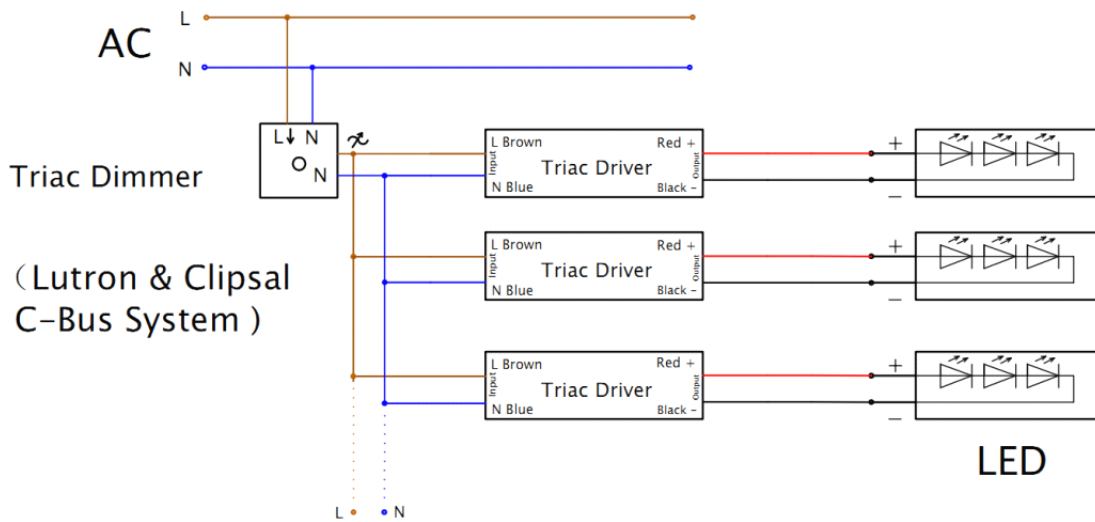 L
AC
N
L N
N
Triac Dimmer
（Lutron & Clipsal
C-Bus System )
L Brown
Input
N Blue
Triac Driver
Red +
Output
Black -
+
-
L Brown
Input
N Blue
Triac Driver
Red +
Output
Black -
+
-
L Brown
Input
N Blue
Triac Driver
Red +
Output
Black -
+
-
LED
L
N